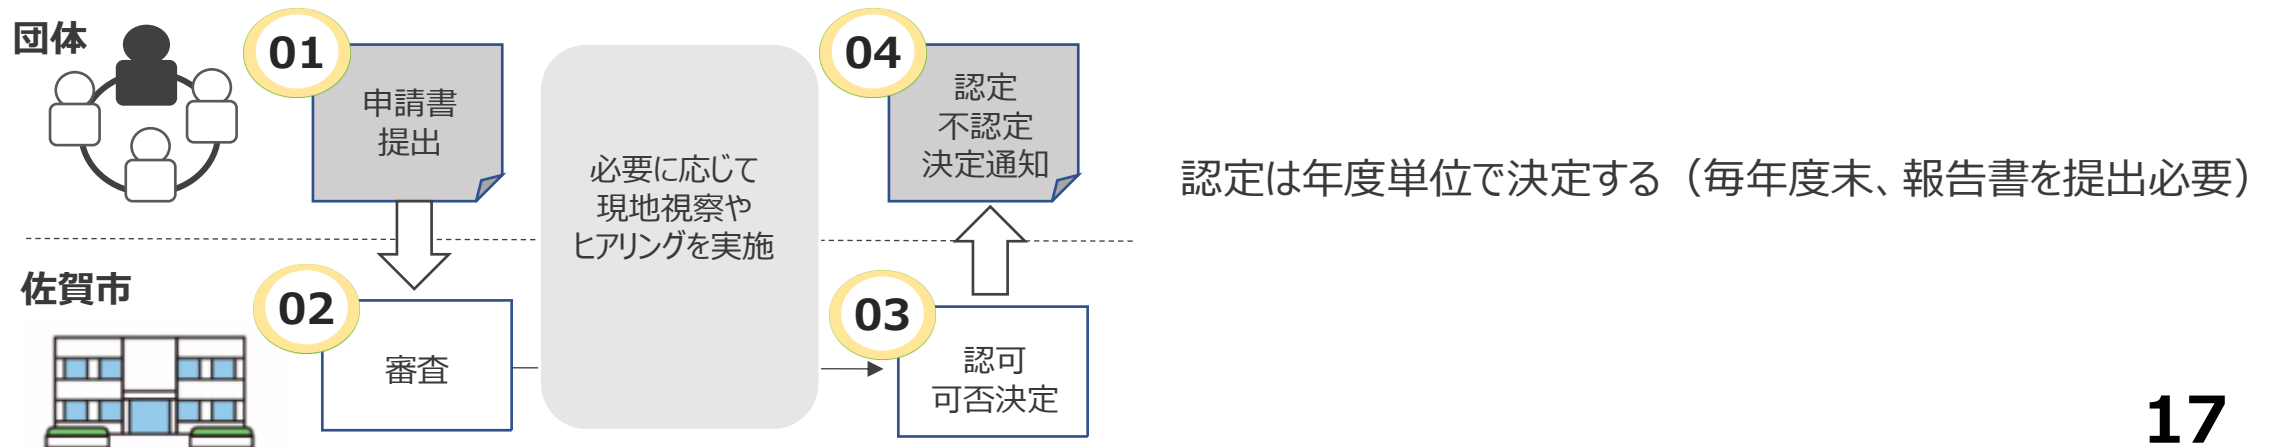 団体
01
申請書
提出
必要に応じて
現地視察や
ヒアリングを実施
04
認定
不認定
決定通知
認定は年度単位で決定する（毎年度末、報告書を提出必要）
佐賀市
02
審査
03
認可
可否決定
17